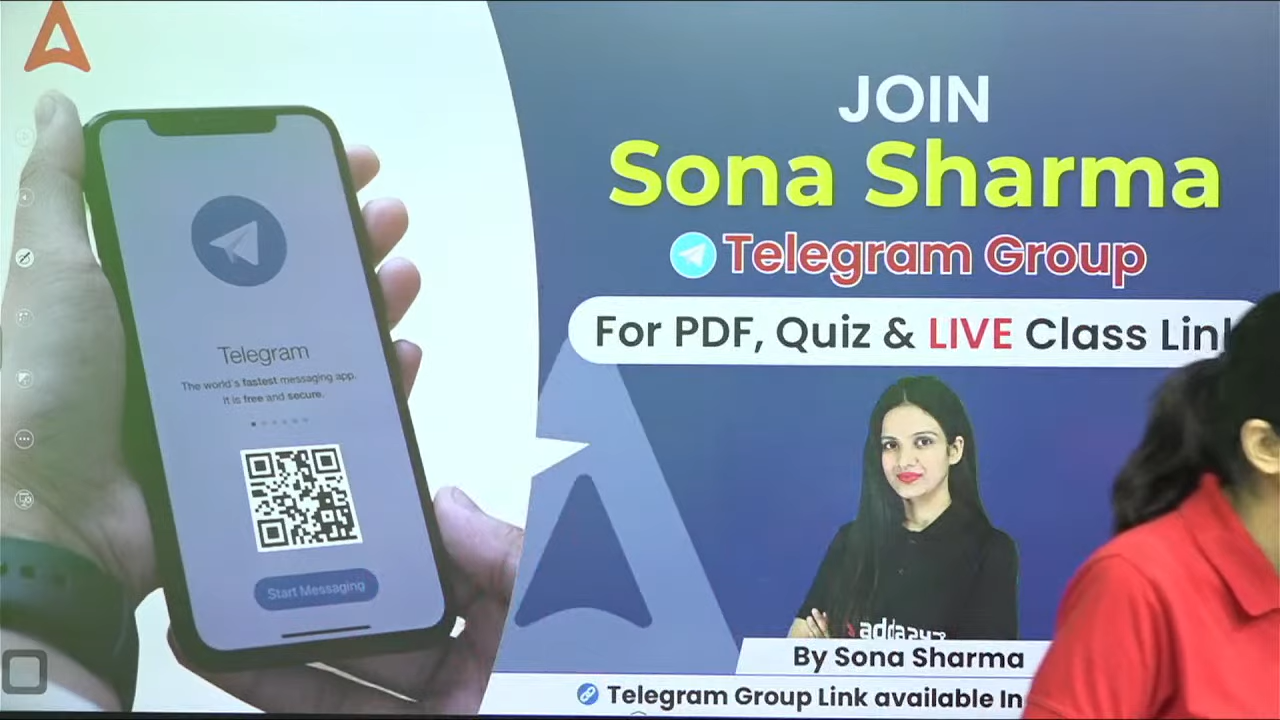 JOIN
Sona Sharma
Telegram Group
For PDF, Quiz & LIVE Class
Telegram
The world's fastest messaging app.
It is free and secure.
Start Messaging
adda247
By Sona Sharma
Telegram Group Link available In